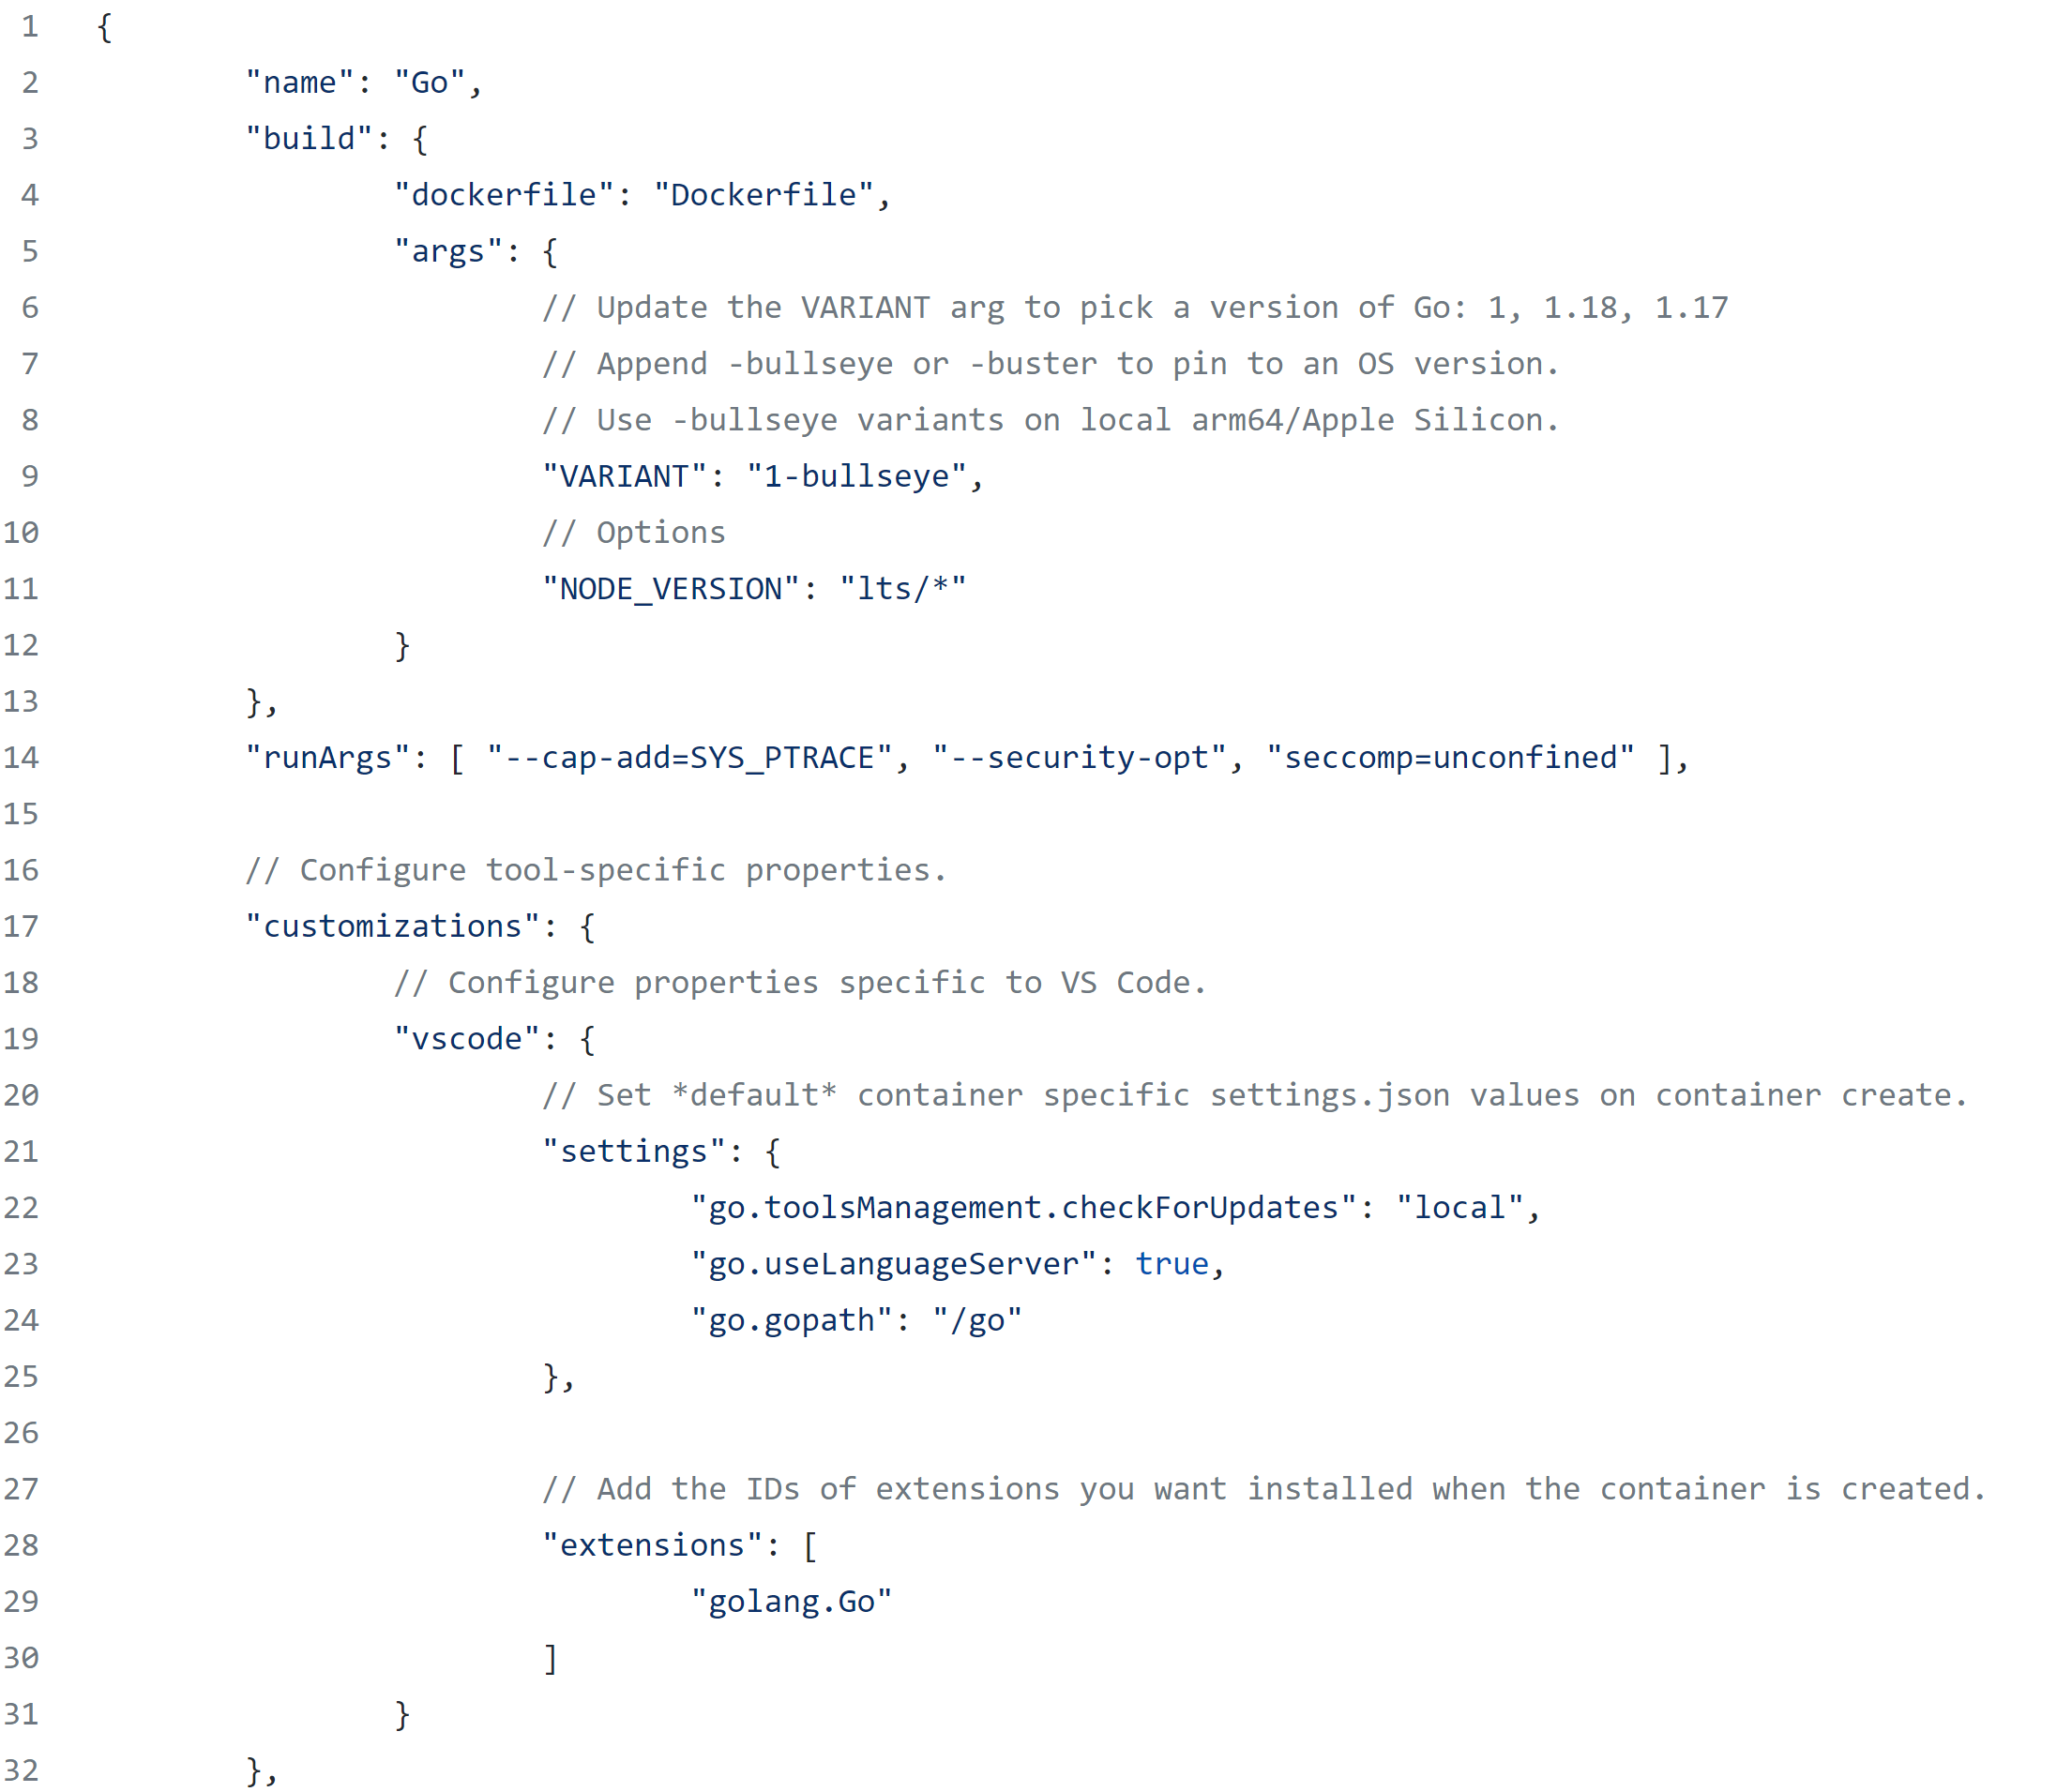 1 {
2 "name": "Go",
3 "build": {
4 "dockerfile": "Dockerfile",
5 "args": {
6 // Update the VARIANT arg to pick a version of Go: 1, 1.18, 1.17
7 // Append -bullseye or -buster to pin to an OS version.
8 // Use -bullseye variants on local arm64/Apple Silicon.
9 "VARIANT": "1-bullseye",
10 // Options
11 "NODE_VERSION": "lts/*"
12 }
13 },
14 "runArgs": [ "--cap-add=SYS_PTRACE", "--security-opt", "seccomp=unconfined" ],
15
16 // Configure tool-specific properties.
17 "customizations": {
18 // Configure properties specific to VS Code.
19 "vscode": {
20 // Set *default* container specific settings.json values on container create.
21 "settings": {
22 "go.toolsManagement.checkForUpdates": "local",
23 "go.useLanguageServer": true,
24 "go.gopath": "/go"
25 },
26
27 // Add the IDs of extensions you want installed when the container is created.
28 "extensions": [
29 "golang.Go"
30 ]
31 }
32 },